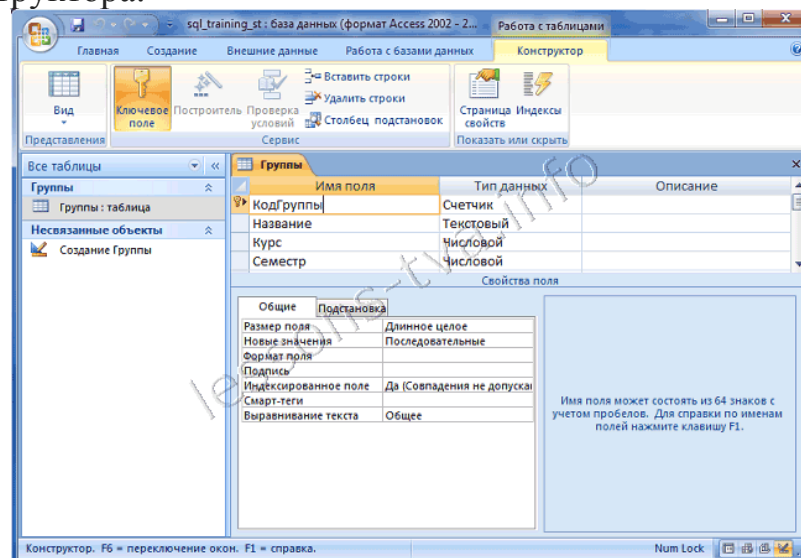 труктора.
sql_training_st : база данных (формат Access 2002 - 2... Работа с таблицами
Главная Создание Внешние данные Работа с базами данных Конструктор
Вид
Ключевое поле
Построитель
Проверка условий
Вставить строки
Удалить строки
Столбец подстановок
Страница свойств
Индексы
Представления Сервис Показать или скрыть
Все таблицы
Группы
Группы : таблица
Несвязанные объекты
Создание Группы
Группы
Имя поля Тип данных Описание
КодГруппы Счетчик
Название Текстовый
Курс Числовой
Семестр Числовой
Свойства поля
Общие Подстановка
Размер поля Длинное целое
Новые значения Последовательные
Формат поля
Подпись
Индексированное поле Да (Совпадения не допускаю
Смарт-теги
Выравнивание текста Общее
Имя поля может состоять из 64 знаков с
учетом пробелов. Для справки по именам
полей нажмите клавишу F1.
lessons-tva.info
Конструктор. F6 = переключение окон. F1 = справка. Num Lock